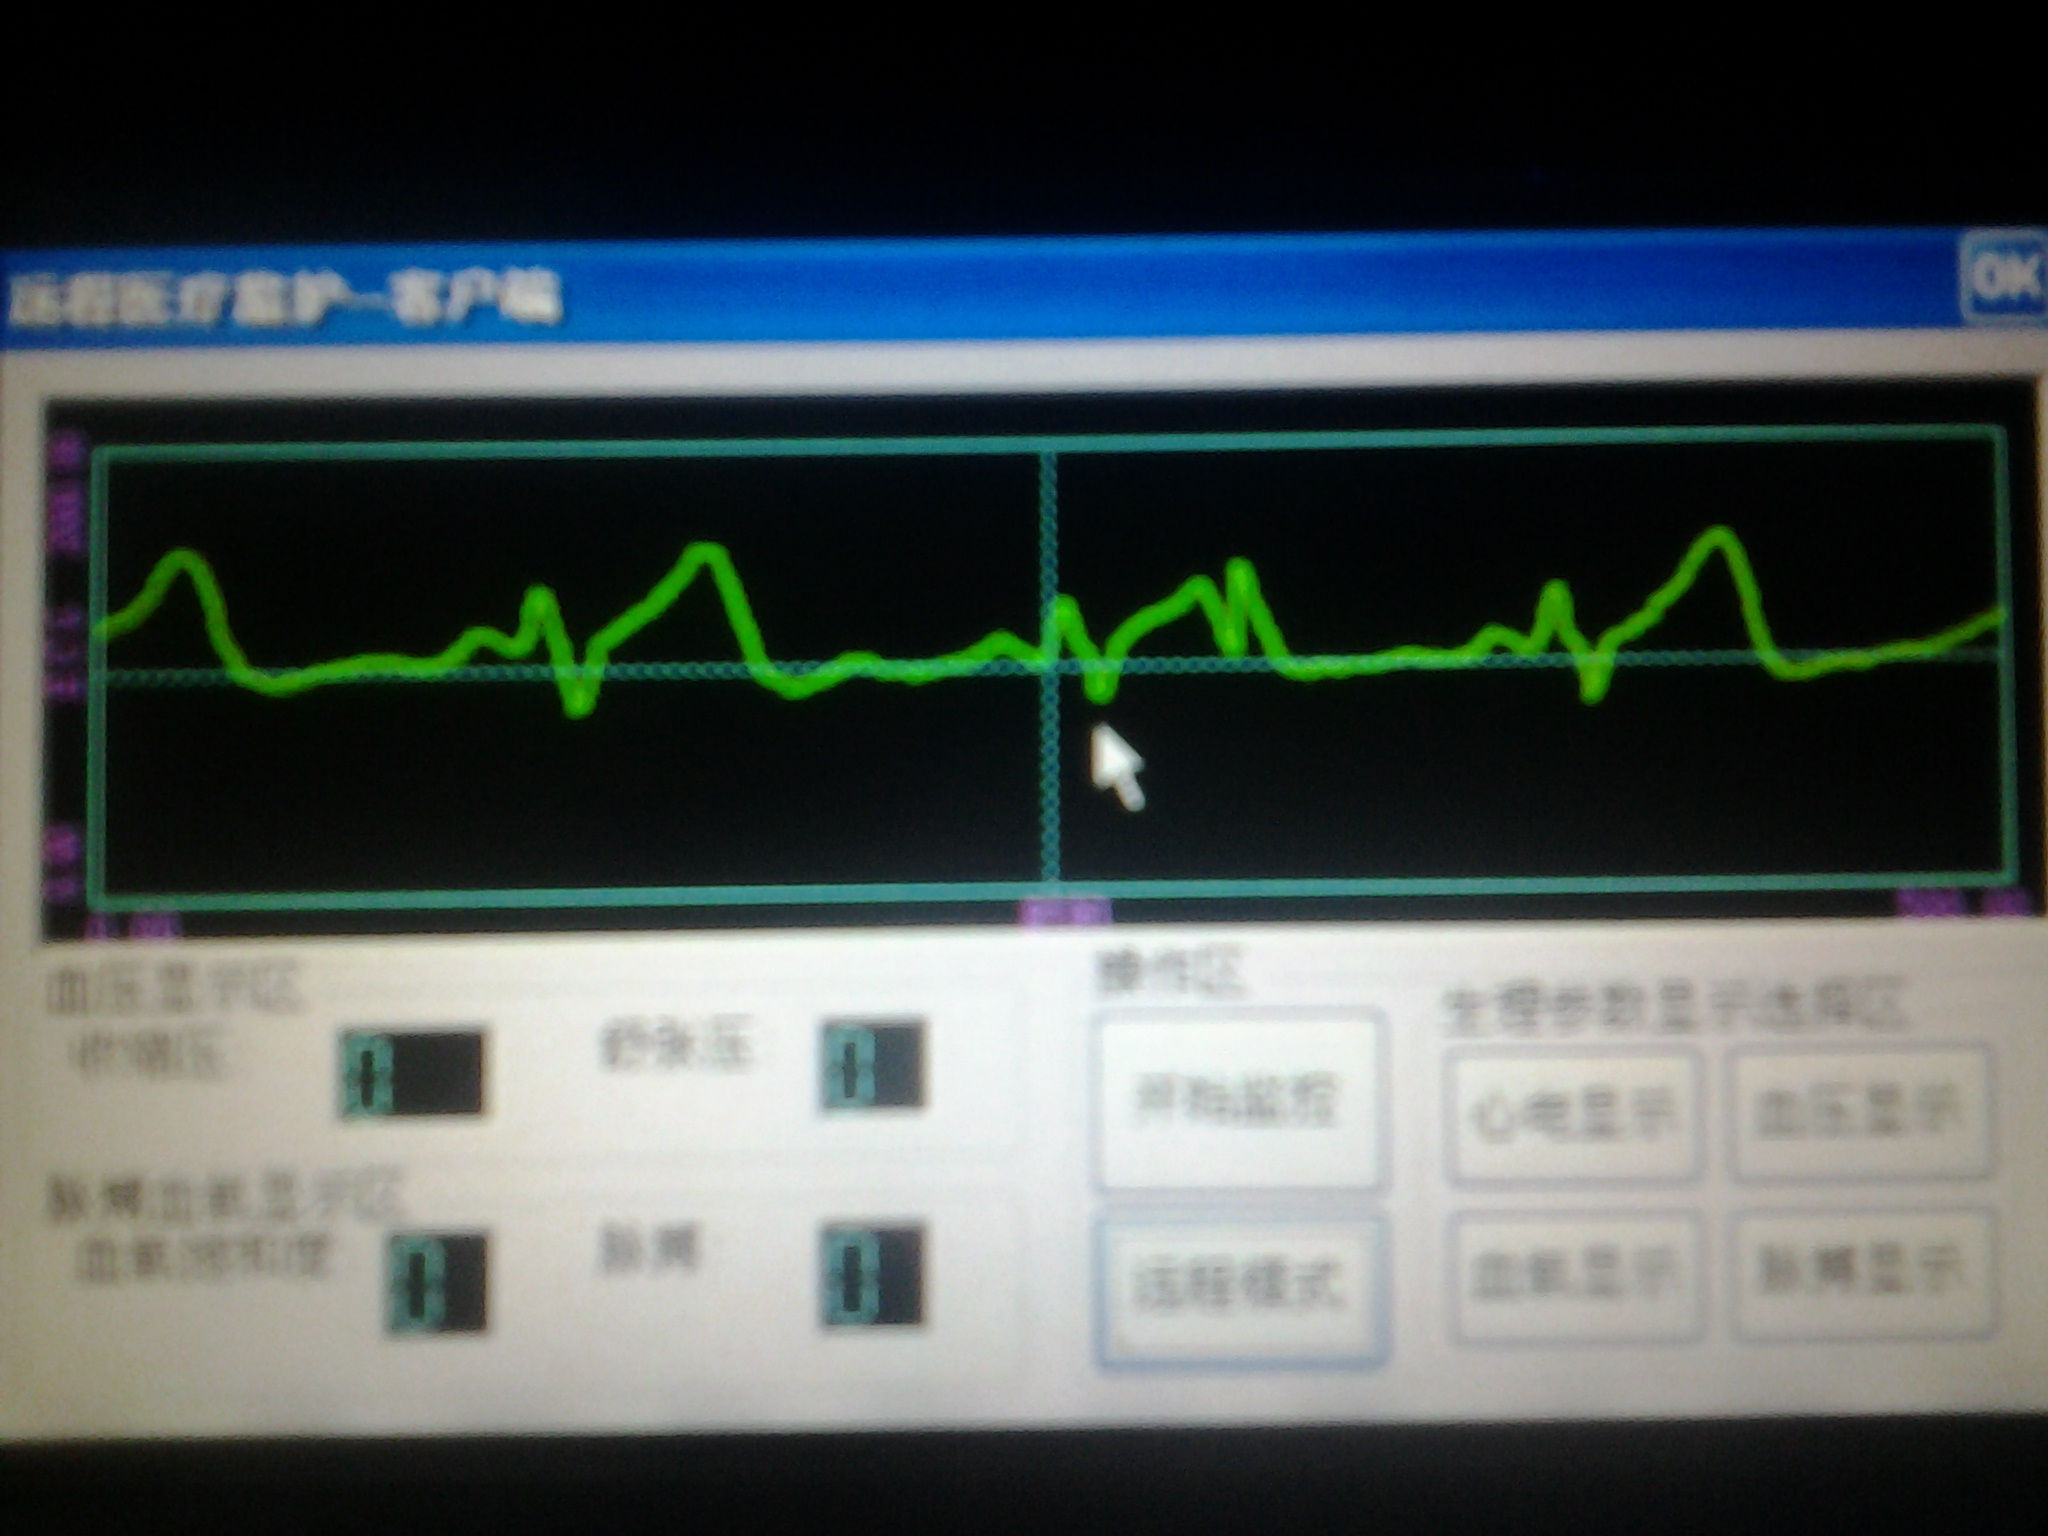 远程医疗监护--客户端
OK
血压显示区
收缩压 0
舒张压 0
脉搏血氧显示区
血氧饱和度 0
脉搏 0
操作区
开始监控
远程模式
生理参数显示选择区
心电显示
血压显示
血氧显示
脉搏显示